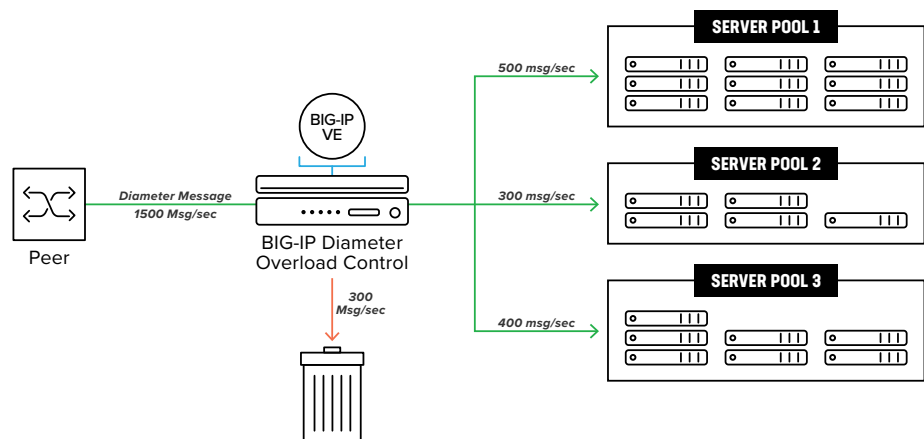 SERVER POOL 1
500 msg/sec
BIG-IP
VE
SERVER POOL 2
Diameter Message
1500 Msg/sec
300 msg/sec
Peer
BIG-IP Diameter
Overload Control
SERVER POOL 3
300
Msg/sec
400 msg/sec